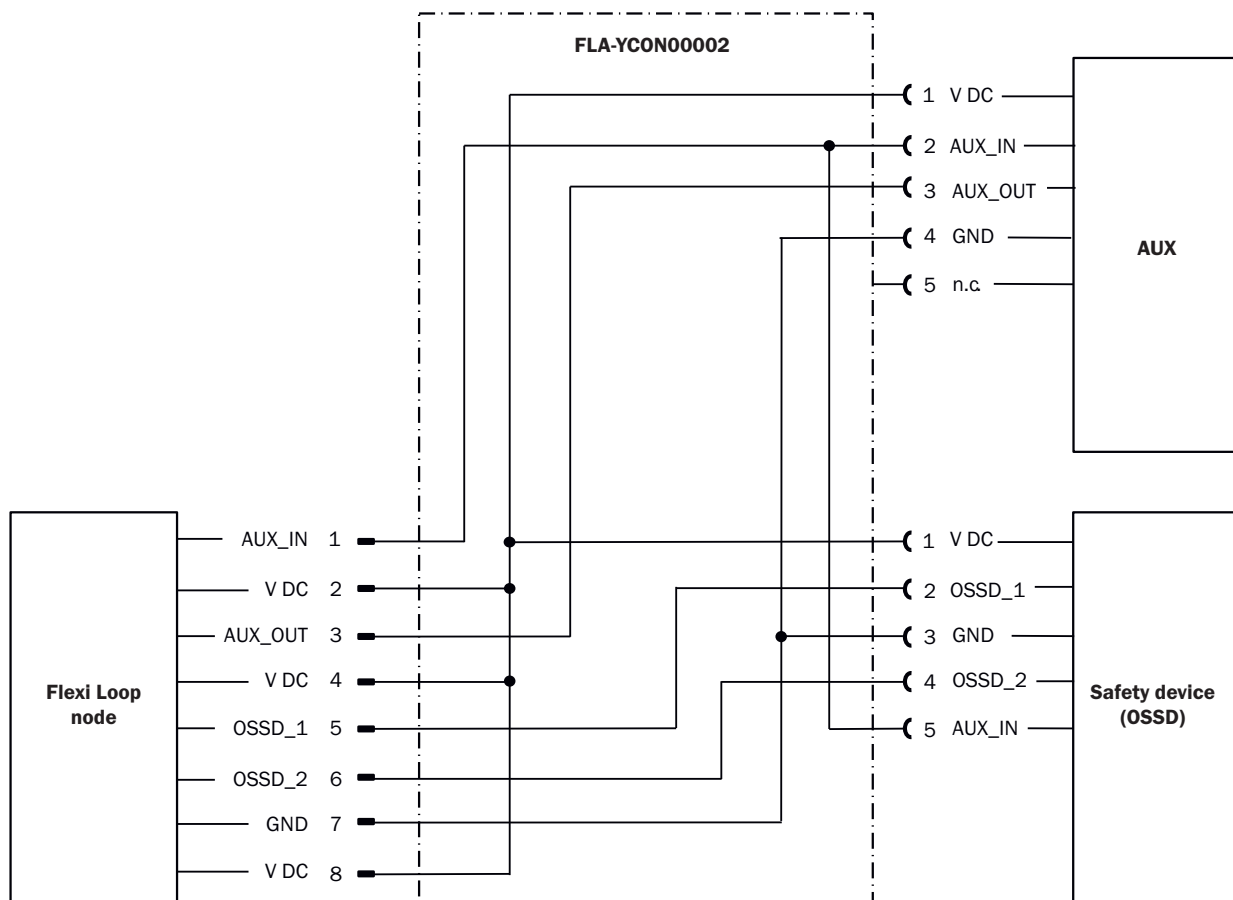 FLA-YCON00002
1 V DC
2 AUX_IN
3 AUX_OUT
4 GND
5 n.c.
AUX
Flexi Loop
node
AUX_IN 1
V DC 2
AUX_OUT 3
V DC 4
OSSD_1 5
OSSD_2 6
GND 7
V DC 8
1 V DC
2 OSSD_1
3 GND
4 OSSD_2
5 AUX_IN
Safety device
(OSSD)